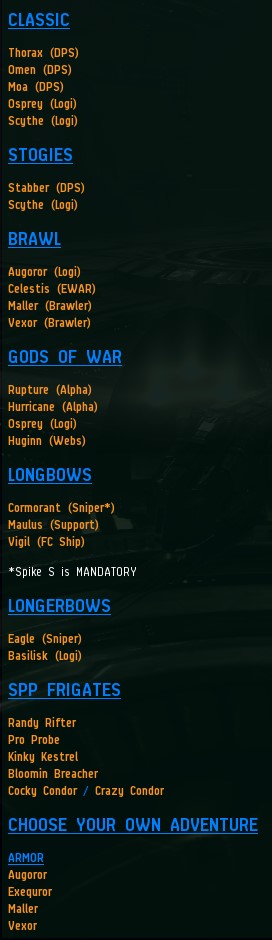 CLASSIC
Thorax (DPS)
Omen (DPS)
Moa (DPS)
Osprey (Logi)
Scythe (Logi)
STOGIES
Stabber (DPS)
Scythe (Logi)
BRAWL
Augoror (Logi)
Celestis (EWAR)
Maller (Brawler)
Vexor (Brawler)
GODS OF WAR
Rupture (Alpha)
Hurricane (Alpha)
Osprey (Logi)
Huginn (Webs)
LONGBOWS
Cormorant (Sniper*)
Maulus (Support)
Vigil (FC Ship)
*Spike S is MANDATORY
LONGERBOWS
Eagle (Sniper)
Basilisk (Logi)
SPP FRIGATES
Randy Rifter
Pro Probe
Kinky Kestrel
Bloomin Breacher
Cocky Condor / Crazy Condor
CHOOSE YOUR OWN ADVENTURE
ARMOR
Augoror
Exequror
Maller
Vexor